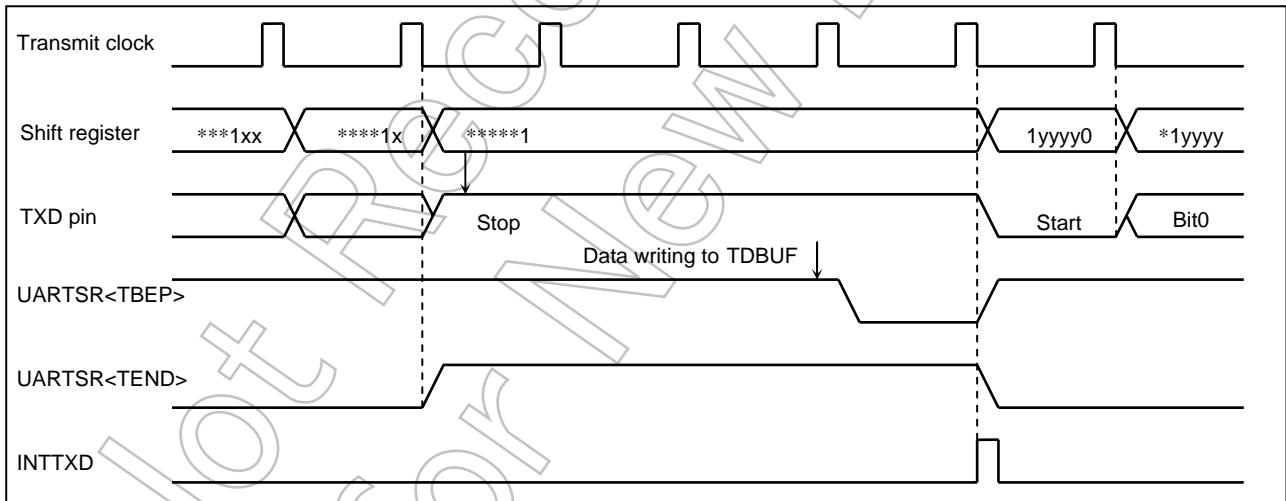 Transmit clock
Shift register
***1xx
****1x
*****1
1yyyy0
*1yyyy
TXD pin
Stop
Start
Bit0
Data writing to TDBUF
UARTSR<TBEP>
UARTSR<TEND>
INTTXD